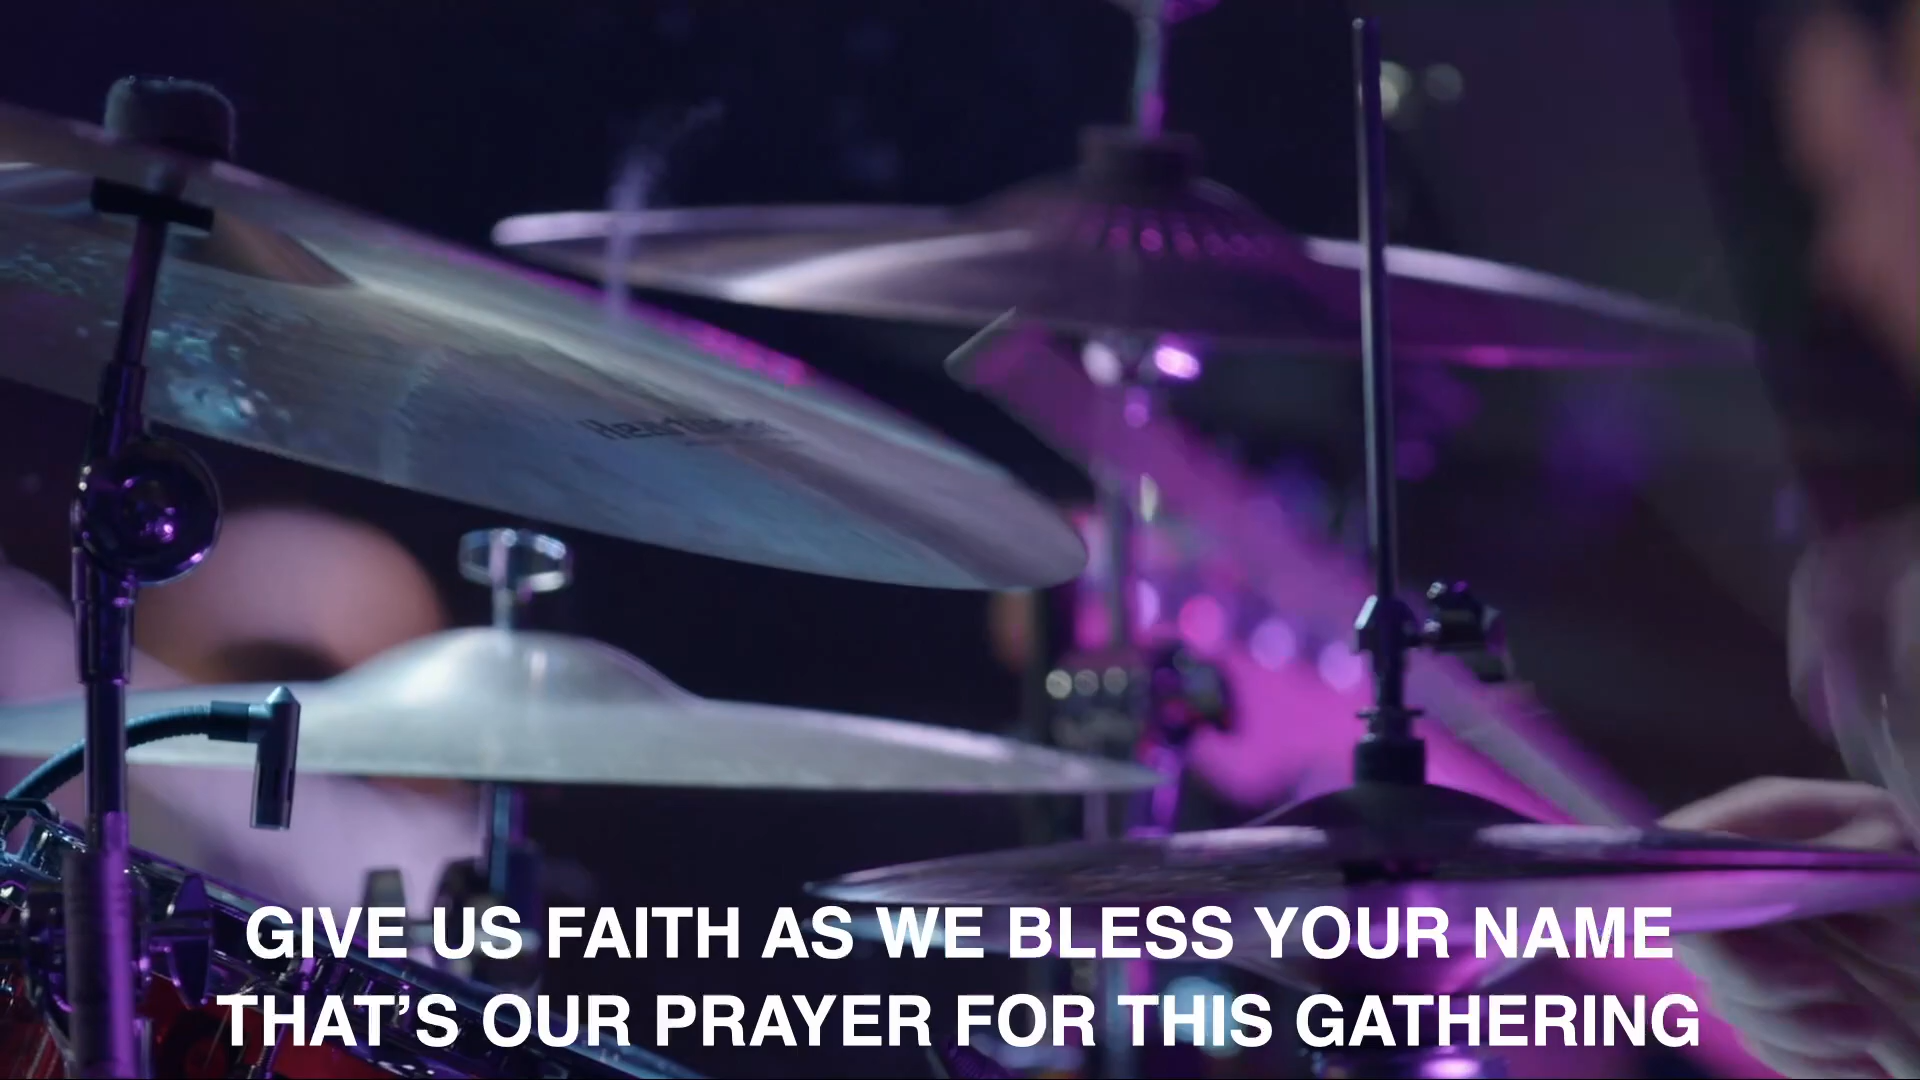 GIVE US FAITH AS WE BLESS YOUR NAME
THAT’S OUR PRAYER FOR THIS GATHERING